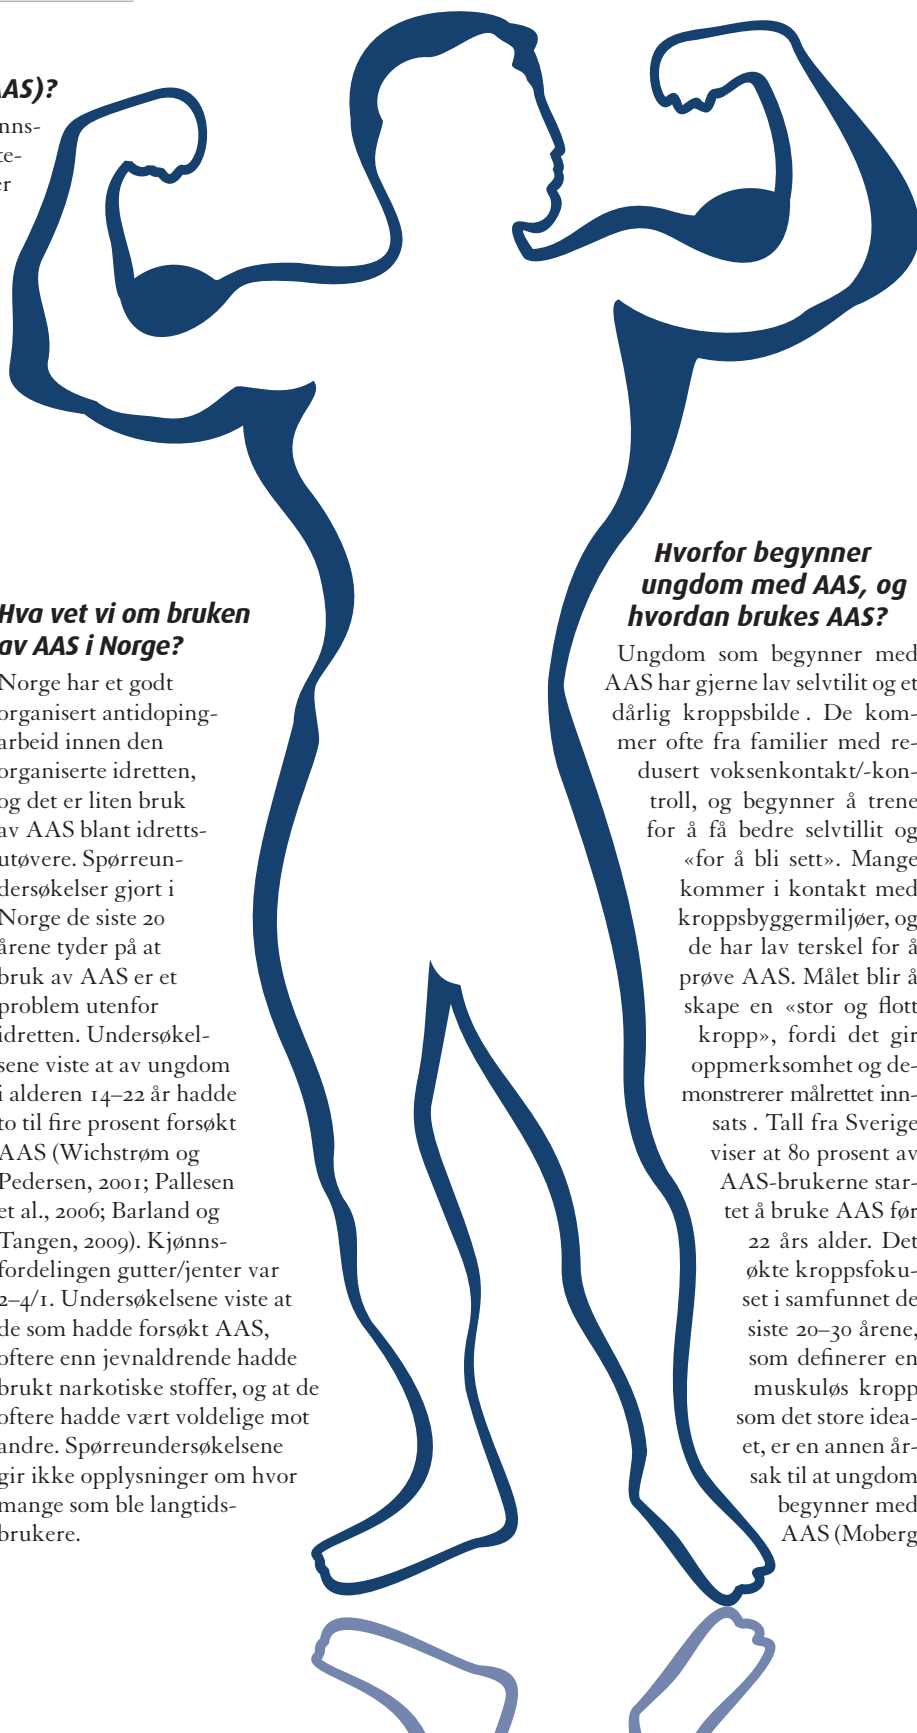 AAS)?
nns-
te-
er
Hva vet vi om bruken
av AAS i Norge?
Norge har et godt
organisert antidoping-
arbeid innen den
organiserte idretten,
og det er liten bruk
av AAS blant idretts-
utøvere. Spørreun-
dersøkelser gjort i
Norge de siste 20
årene tyder på at
bruk av AAS er et
problem utenfor
idretten. Undersøkel-
sene viste at av ungdom
i alderen 14–22 år hadde
to til fire prosent forsøkt
AAS (Wichstrøm og
Pedersen, 2001; Pallesen
et al., 2006; Barland og
Tangen, 2009). Kjønns-
fordelingen gutter/jenter var
2–4/1. Undersøkelsene viste at
de som hadde forsøkt AAS,
oftere enn jevnaldrende hadde
brukt narkotiske stoffer, og at de
oftere hadde vært voldelige mot
andre. Spørreundersøkelsene
gir ikke opplysninger om hvor
mange som ble langtids-
brukere.
Hvorfor begynner
ungdom med AAS, og
hvordan brukes AAS?
Ungdom som begynner med
AAS har gjerne lav selvtilit og et
dårlig kroppsbilde . De kom-
mer ofte fra familier med re-
dusert voksenkontakt/-kon-
troll, og begynner å trene
for å få bedre selvtillit og
«for å bli sett». Mange
kommer i kontakt med
kroppsbyggermiljøer, og
de har lav terskel for å
prøve AAS. Målet blir å
skape en «stor og flott
kropp», fordi det gir
oppmerksomhet og de-
monstrerer målrettet inn-
sats . Tall fra Sverige
viser at 80 prosent av
AAS-brukerne star-
tet å bruke AAS før
22 års alder. Det
økte kroppsfoku-
set i samfunnet de
siste 20–30 årene,
som definerer en
muskuløs kropp
som det store idea-
et, er en annen år-
sak til at ungdom
begynner med
AAS (Moberg